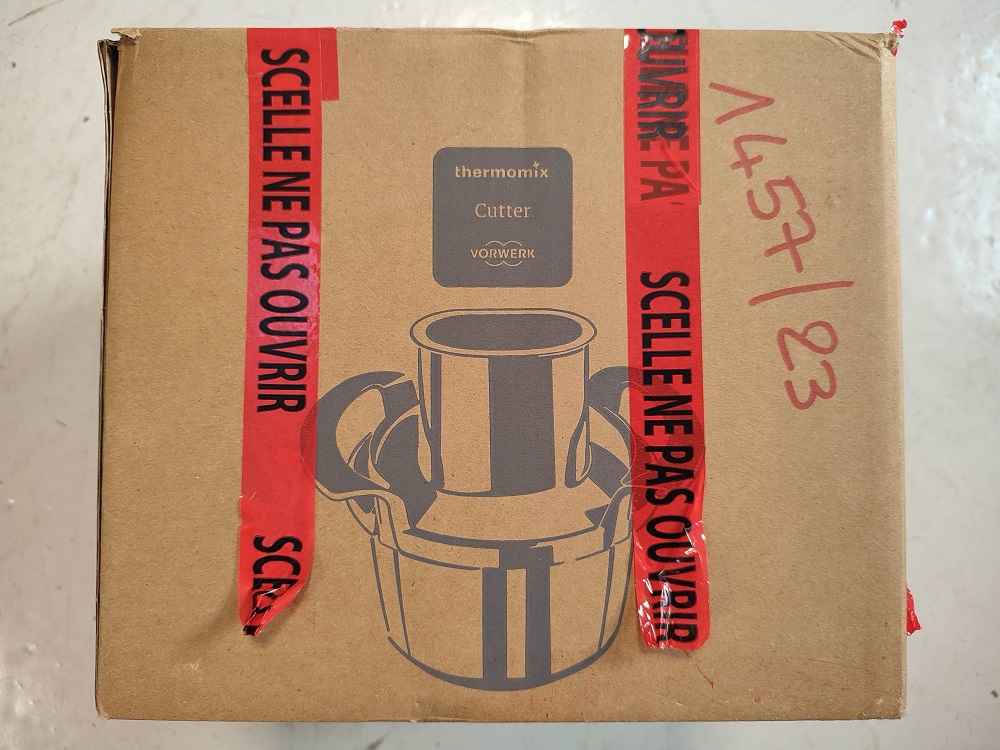 SCELLE NE PAS OUVRIR
SCE
thermomix
Cutter
VORWERK
OUVRIR
PA
SCELLE NE PAS OUVRIR
1457/23